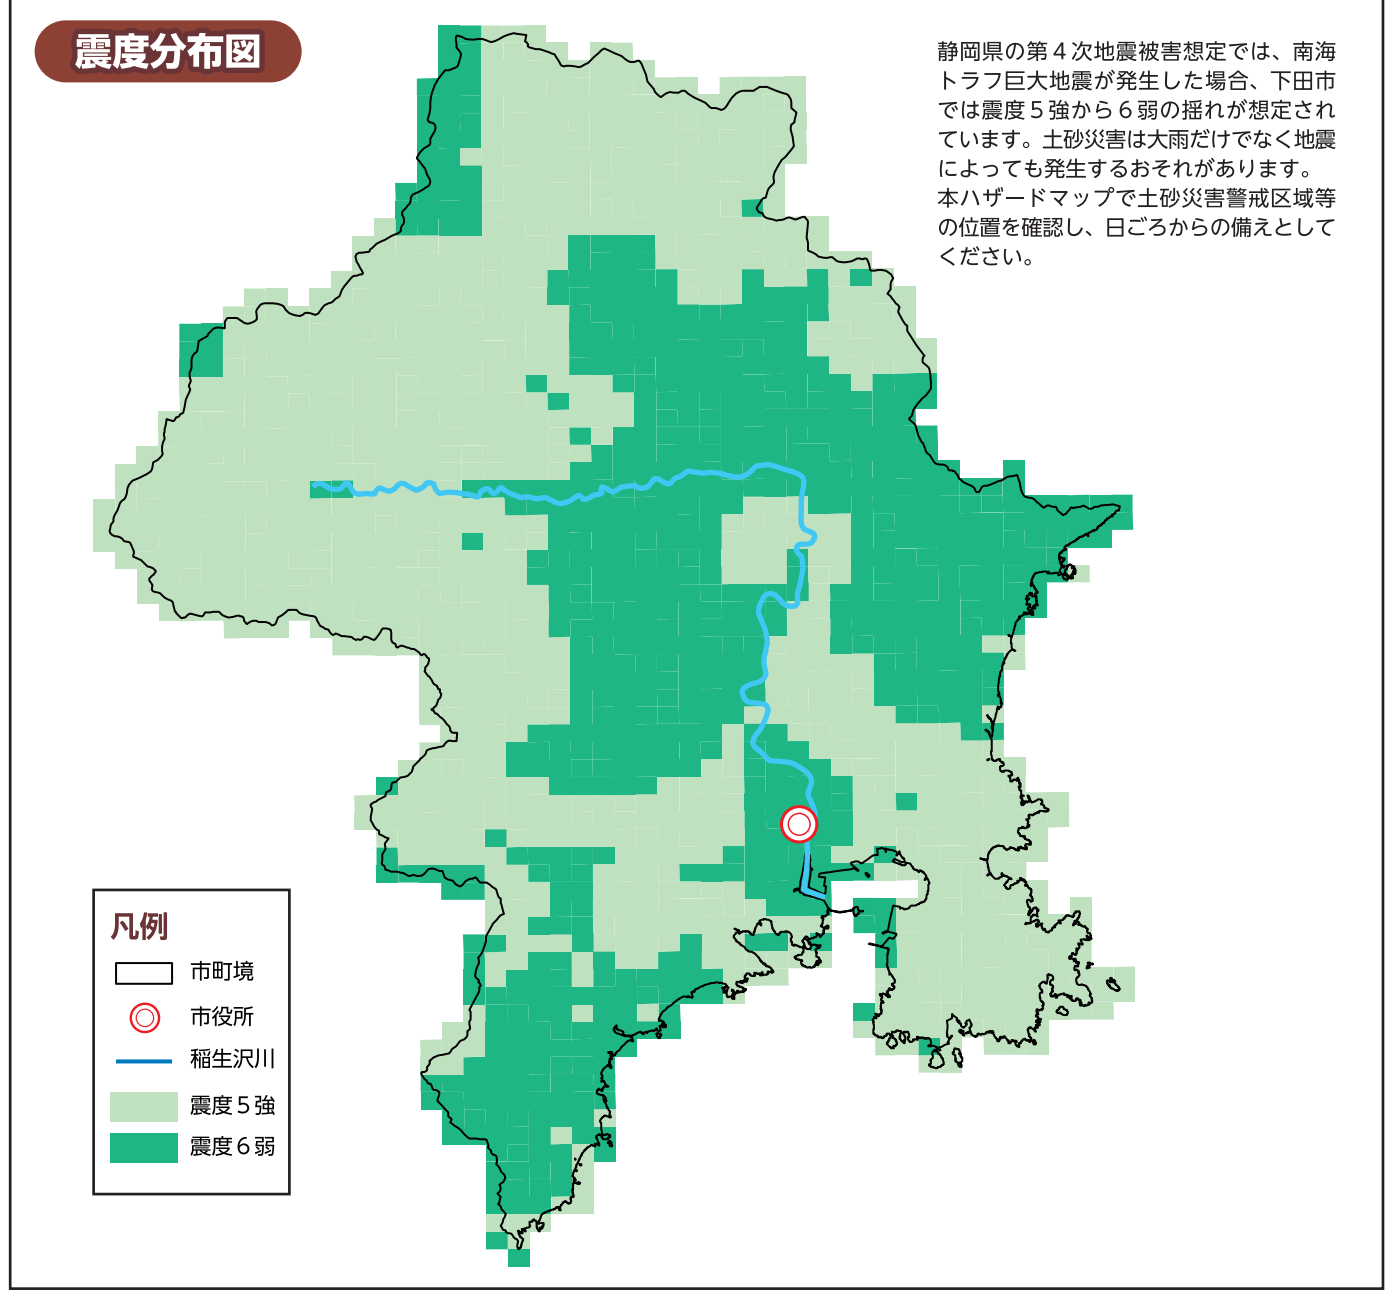 震度分布図
静岡県の第４次地震被害想定では、南海
トラフ巨大地震が発生した場合、下田市
では震度５強から６弱の揺れが想定され
ています。土砂災害は大雨だけでなく地震
によっても発生するおそれがあります。
本ハザードマップで土砂災害警戒区域等
の位置を確認し、日ごろからの備えとして
ください。
凡例
市町境
市役所
稲生沢川
震度５強
震度６弱